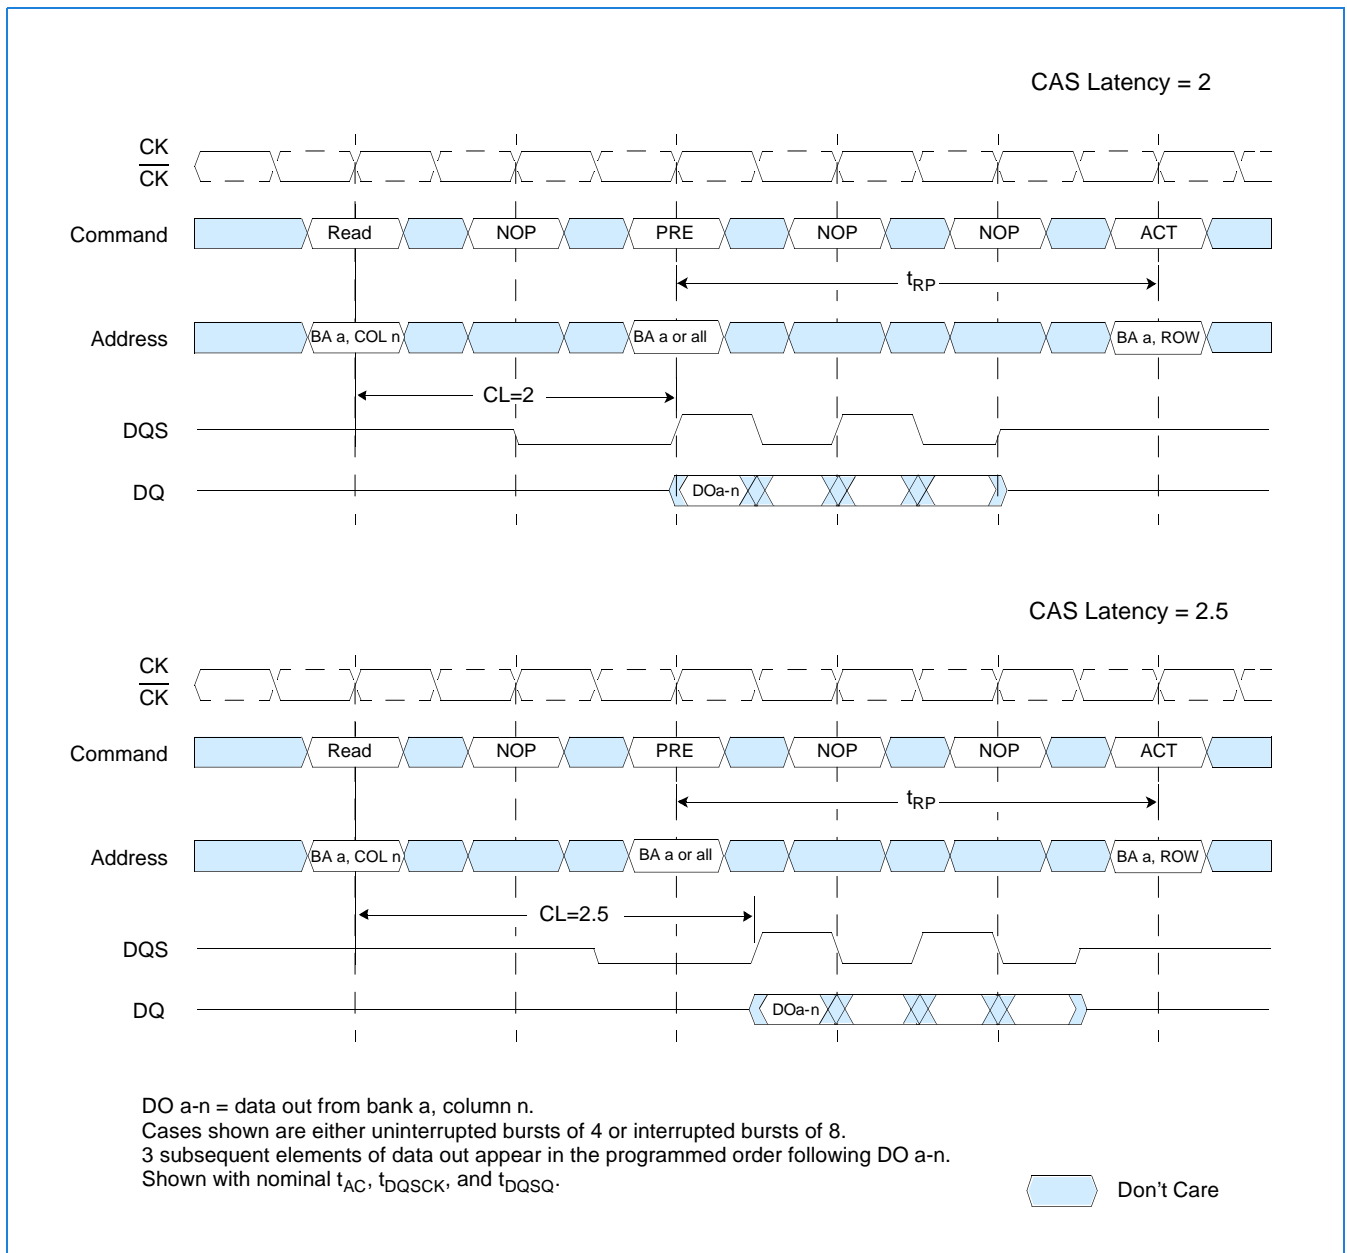 CAS Latency = 2
CK
CK
Command Read NOP PRE NOP NOP ACT
tRP
Address BA a, COL n BA a or all BA a, ROW
CL=2
DQS
DQ DOa-n
CAS Latency = 2.5
CK
CK
Command Read NOP PRE NOP NOP ACT
tRP
Address BA a, COL n BA a or all BA a, ROW
CL=2.5
DQS
DQ DOa-n
DO a-n = data out from bank a, column n.
Cases shown are either uninterrupted bursts of 4 or interrupted bursts of 8.
3 subsequent elements of data out appear in the programmed order following DO a-n.
Shown with nominal tAC, tDQSCK, and tDQSQ.
Don't Care